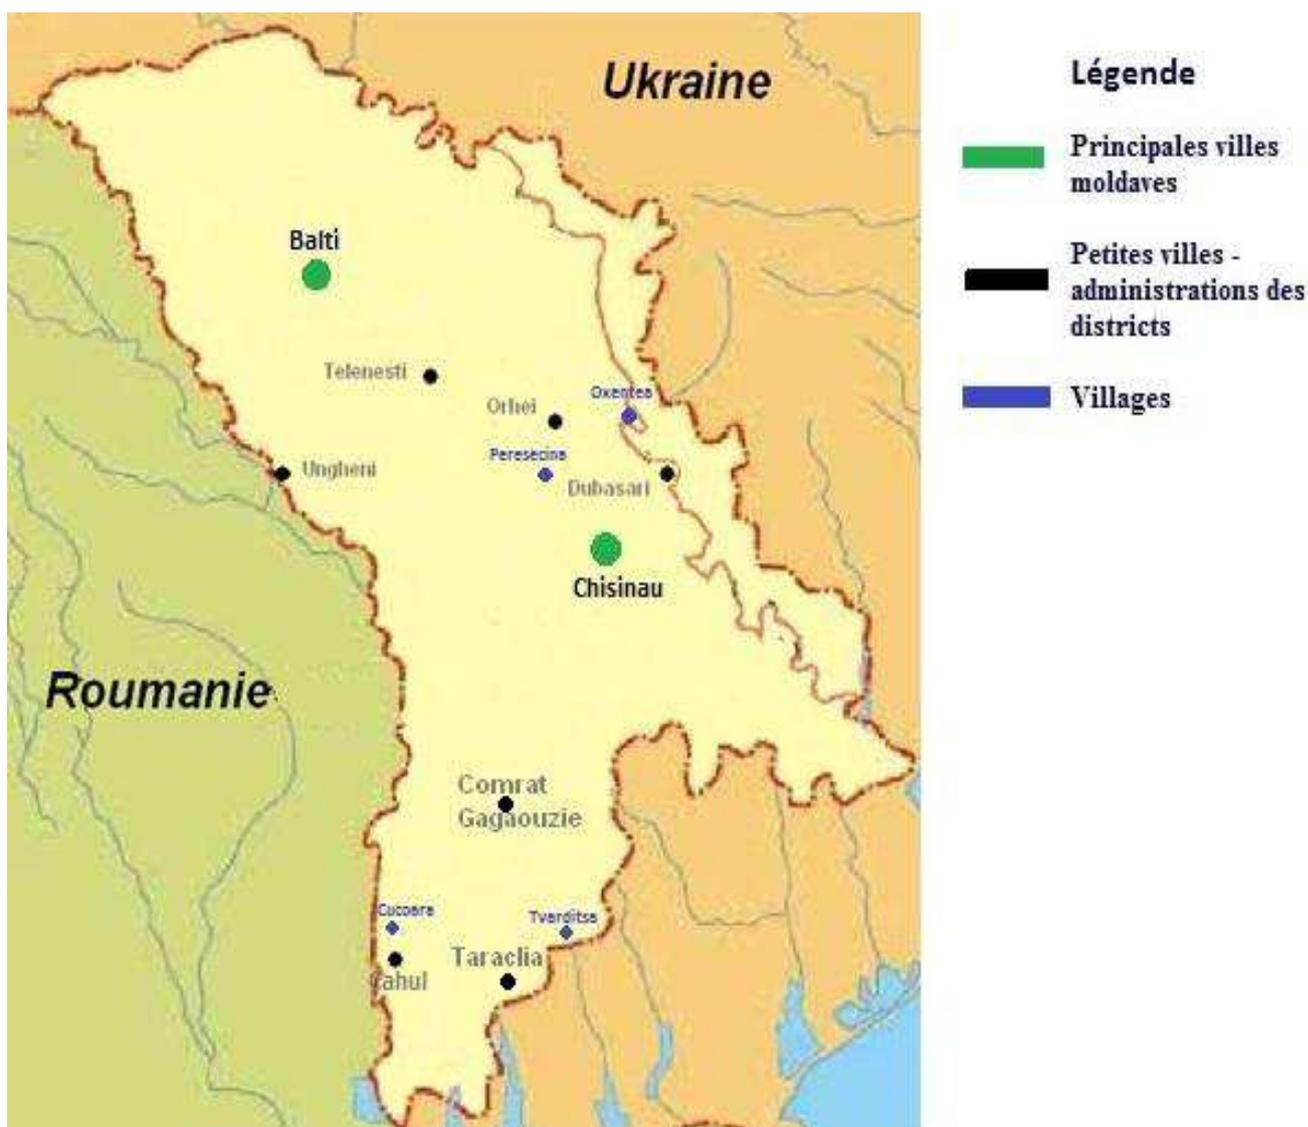 Ukraine
Légende
Principales villes
moldaves
Balti
Petites villes -
administrations des
districts
Telenesti
Oxentea
Villages
Orhei
Peresecina
Ungheni
Dubasari
Chisinau
Roumanie
Comrat
Gagaouzie
Cucoara
Tvarditsa
Taraclia
Cahul